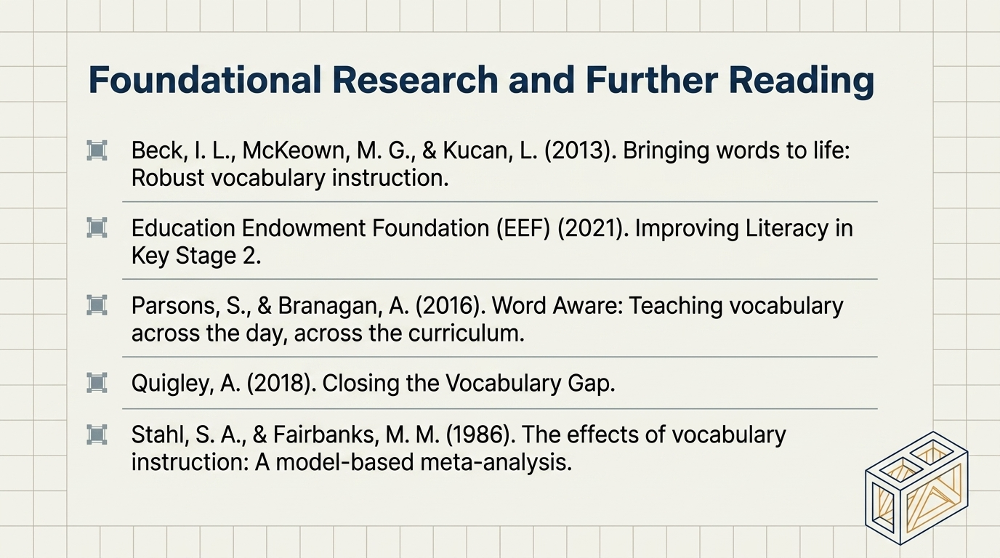 Foundational Research and Further Reading
Beck, I. L., McKeown, M. G., & Kucan, L. (2013). Bringing words to life:
Robust vocabulary instruction.
Education Endowment Foundation (EEF) (2021). Improving Literacy in
Key Stage 2.
Parsons, S., & Branagan, A. (2016). Word Aware: Teaching vocabulary
across the day, across the curriculum.
Quigley, A. (2018). Closing the Vocabulary Gap.
Stahl, S. A., & Fairbanks, M. M. (1986). The effects of vocabulary
instruction: A model-based meta-analysis.